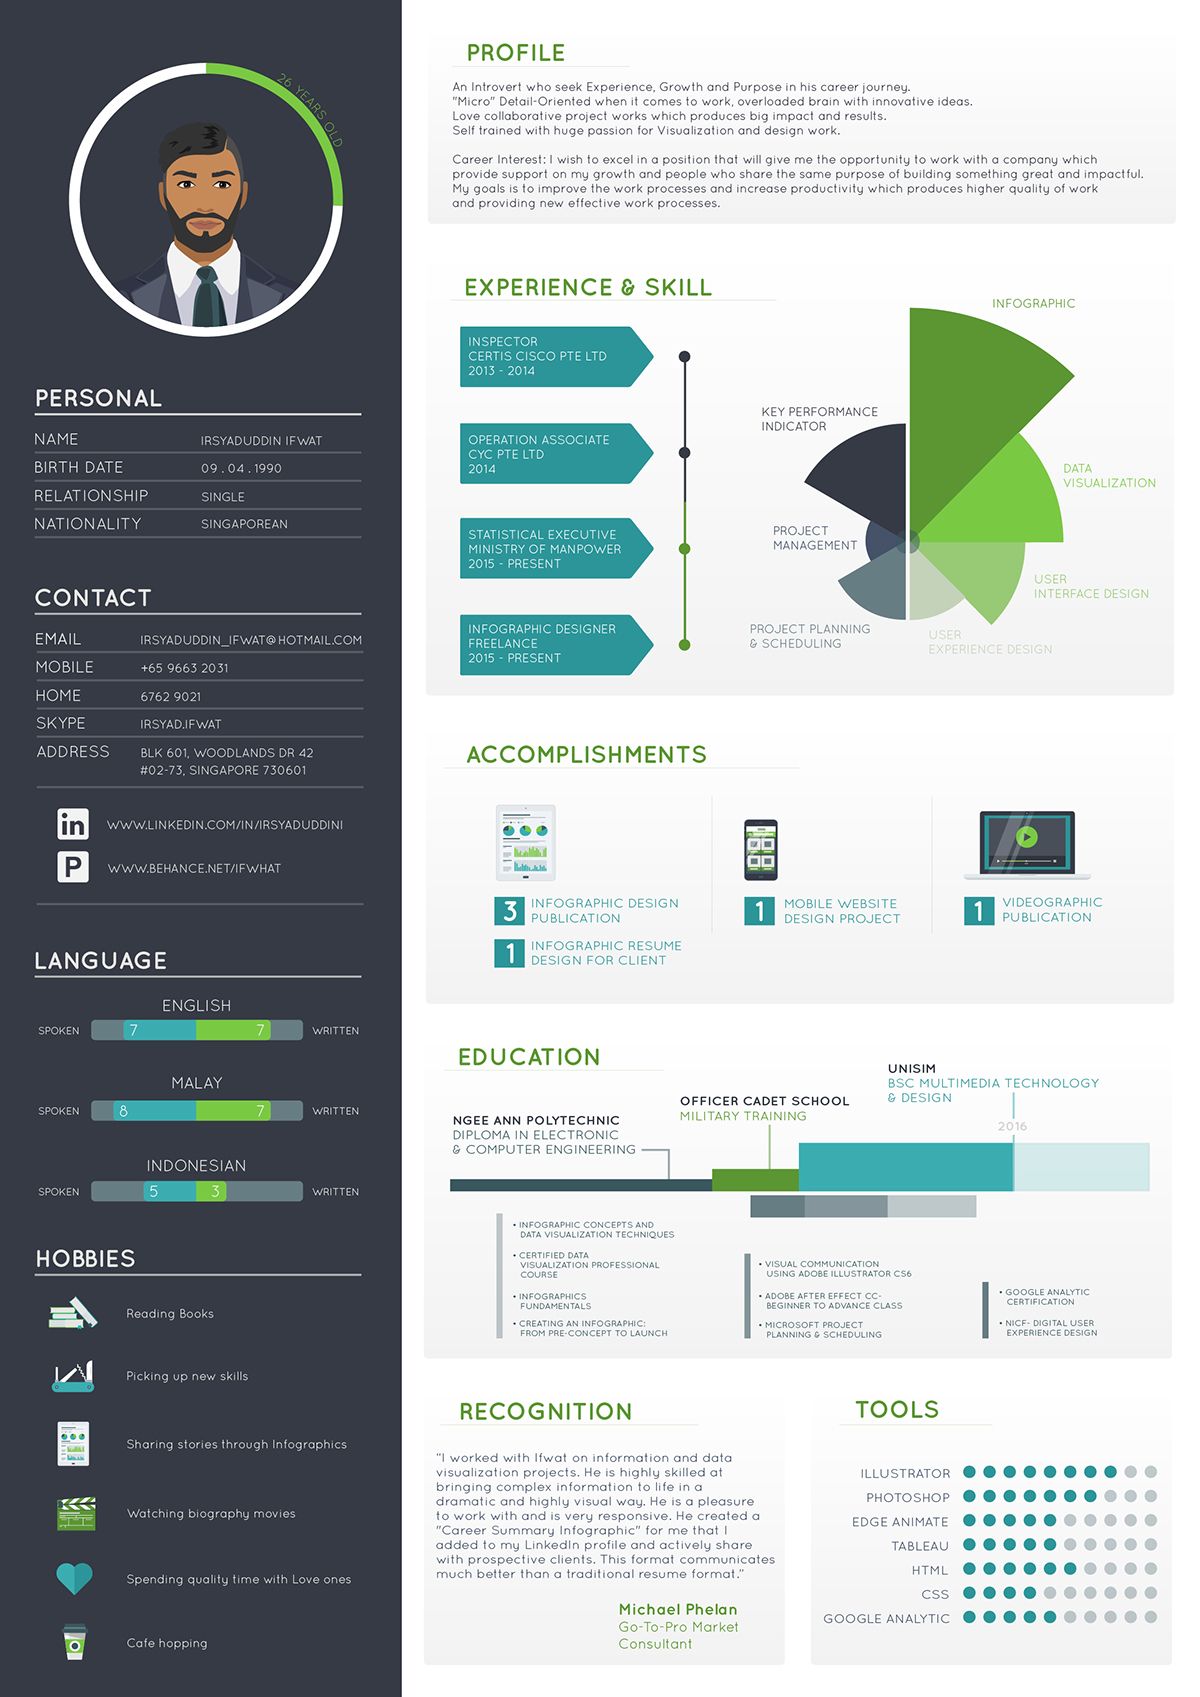 26 YEARS OLD
PERSONAL
NAME IRSYADUDDIN IFWAT
BIRTH DATE 09 . 04 . 1990
RELATIONSHIP SINGLE
NATIONALITY SINGAPOREAN
CONTACT
EMAIL IRSYADUDDIN_IFWAT@HOTMAIL.COM
MOBILE +65 9663 2031
HOME 6762 9021
SKYPE IRSYAD.IFWAT
ADDRESS BLK 601, WOODLANDS DR 42
#02-73, SINGAPORE 730601
in WWW.LINKEDIN.COM/IN/IRSYADUDDINI
P WWW.BEHANCE.NET/IFWHAT
LANGUAGE
ENGLISH
SPOKEN 7 7 WRITTEN
MALAY
SPOKEN 8 7 WRITTEN
INDONESIAN
SPOKEN 5 3 WRITTEN
HOBBIES
Reading Books
Picking up new skills
Sharing stories through Infographics
Watching biography movies
Spending quality time with Love ones
Cafe hopping
PROFILE
An Introvert who seek Experience, Growth and Purpose in his career journey.
"Micro" Detail-Oriented when it comes to work, overloaded brain with innovative ideas.
Love collaborative project works which produces big impact and results.
Self trained with huge passion for Visualization and design work.
Career Interest: I wish to excel in a position that will give me the opportunity to work with a company which
provide support on my growth and people who share the same purpose of building something great and impactful.
My goals is to improve the work processes and increase productivity which produces higher quality of work
and providing new effective work processes.
EXPERIENCE & SKILL
INSPECTOR
CERTIS CISCO PTE LTD
2013 - 2014
OPERATION ASSOCIATE
CYC PTE LTD
2014
STATISTICAL EXECUTIVE
MINISTRY OF MANPOWER
2015 - PRESENT
INFOGRAPHIC DESIGNER
FREELANCE
2015 - PRESENT
INFOGRAPHIC
KEY PERFORMANCE
INDICATOR
DATA
VISUALIZATION
PROJECT
MANAGEMENT
USER
INTERFACE DESIGN
PROJECT PLANNING
& SCHEDULING
USER
EXPERIENCE DESIGN
ACCOMPLISHMENTS
3 INFOGRAPHIC DESIGN
PUBLICATION
1 INFOGRAPHIC RESUME
DESIGN FOR CLIENT
1 MOBILE WEBSITE
DESIGN PROJECT
1 VIDEOGRAPHIC
PUBLICATION
EDUCATION
NGEE ANN POLYTECHNIC
DIPLOMA IN ELECTRONIC
& COMPUTER ENGINEERING
OFFICER CADET SCHOOL
MILITARY TRAINING
UNISIM
BSC MULTIMEDIA TECHNOLOGY
& DESIGN
2016
• INFOGRAPHIC CONCEPTS AND
DATA VISUALIZATION TECHNIQUES
• CERTIFIED DATA
VISUALIZATION PROFESSIONAL
COURSE
• INFOGRAPHICS
FUNDAMENTALS
• CREATING AN INFOGRAPHIC:
FROM PRE-CONCEPT TO LAUNCH
• VISUAL COMMUNICATION
USING ADOBE ILLUSTRATOR CS6
• ADOBE AFTER EFFECT CC-
BEGINNER TO ADVANCE CLASS
• MICROSOFT PROJECT
PLANNING & SCHEDULING
• GOOGLE ANALYTIC
CERTIFICATION
• NICF- DIGITAL USER
EXPERIENCE DESIGN
RECOGNITION
"I worked with Ifwat on information and data
visualization projects. He is highly skilled at
bringing complex information to life in a
dramatic and highly visual way. He is a pleasure
to work with and is very responsive. He created a
"Career Summary Infographic" for me that I
added to my LinkedIn profile and actively share
with prospective clients. This format communicates
much better than a traditional resume format."
Michael Phelan
Go-To-Pro Market
Consultant
TOOLS
ILLUSTRATOR
PHOTOSHOP
EDGE ANIMATE
TABLEAU
HTML
CSS
GOOGLE ANALYTIC